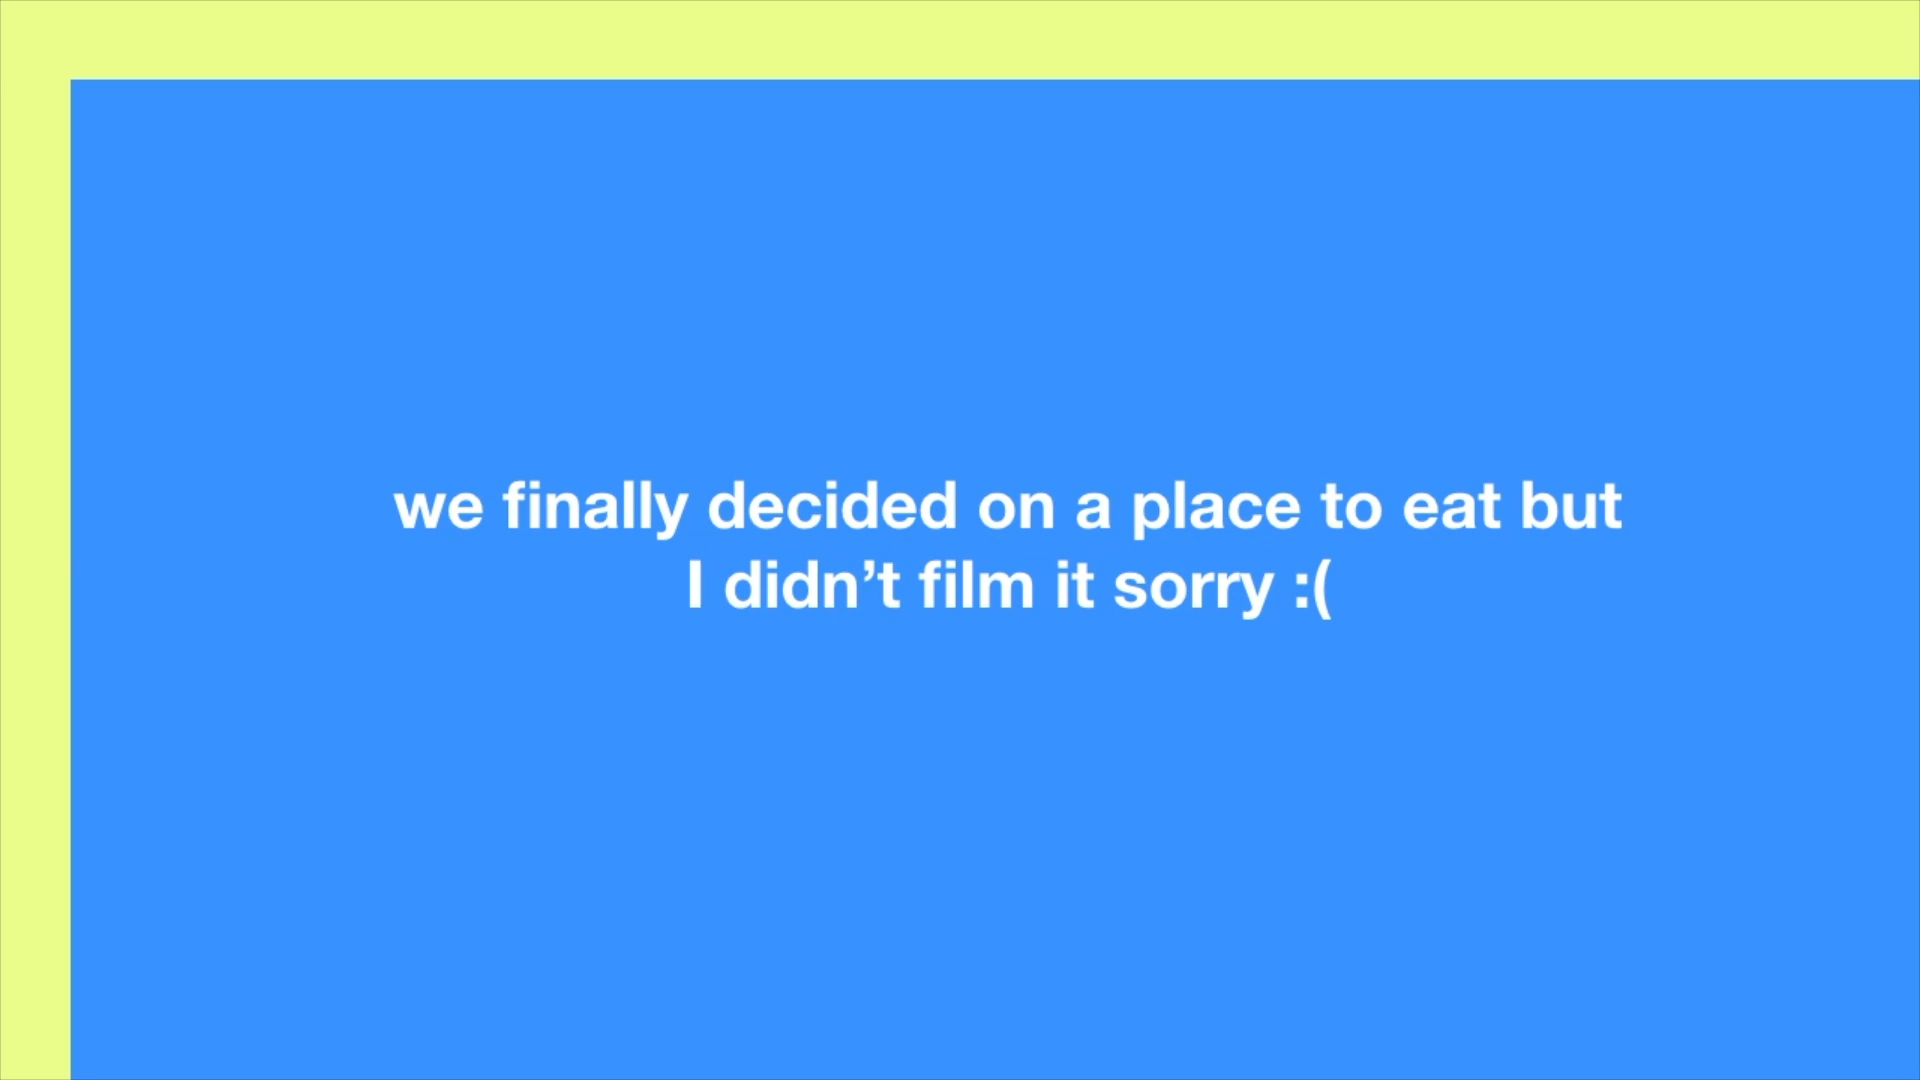 we finally decided on a place to eat but
I didn’t film it sorry :(